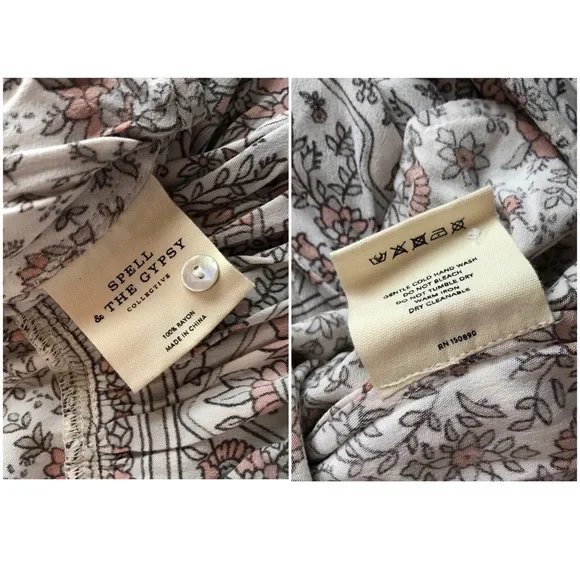 SPELL
& THE GYPSY
COLLECTIVE
100% RAYON
MADE IN CHINA
GENTLE COLD HAND WASH
DO NOT BLEACH
DO NOT TUMBLE DRY
WARM IRON
DRY CLEANABLE
RN 150890